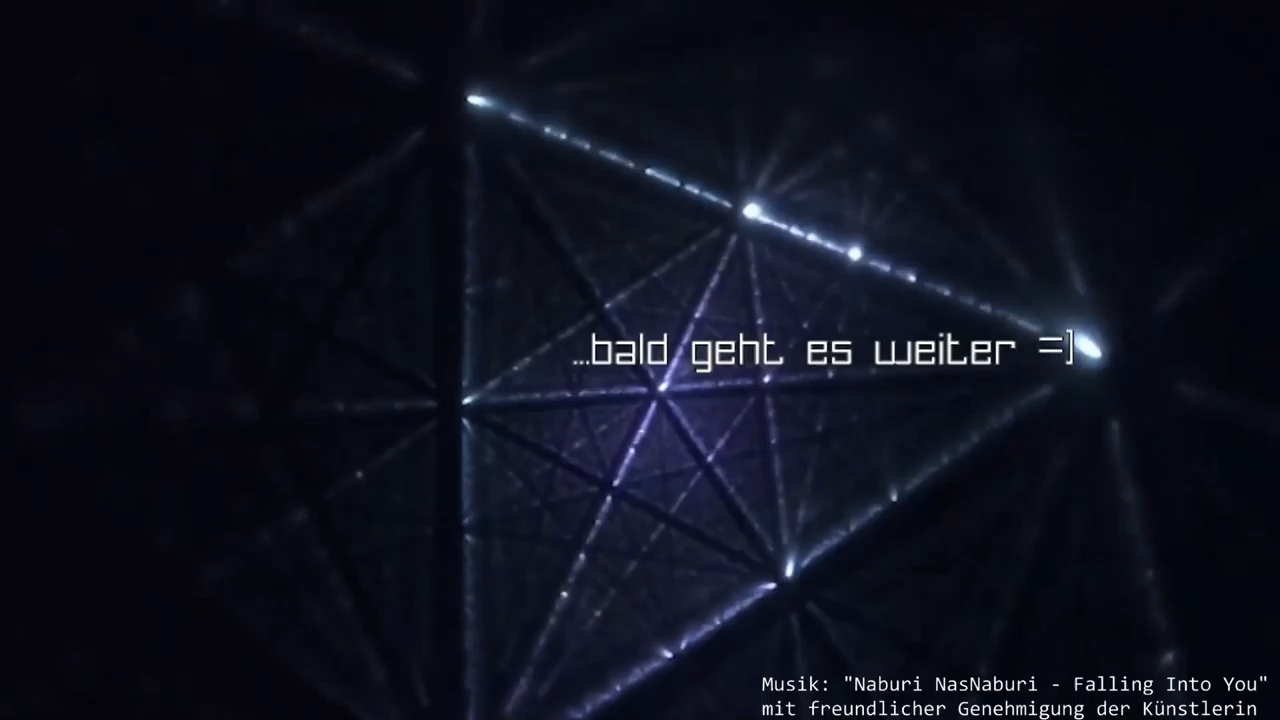 ...bald geht es weiter =]
Musik: "Naburi NasNaburi - Falling Into You"
mit freundlicher Genehmigung der Künstlerin